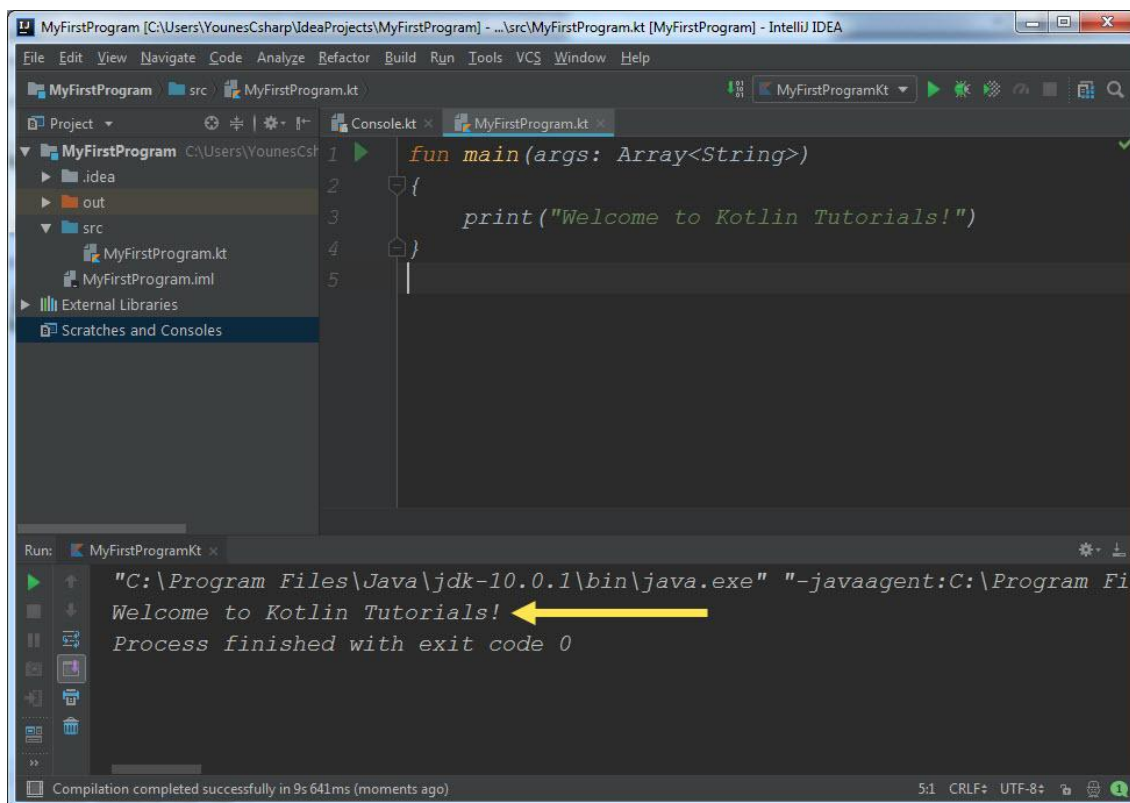 MyFirstProgram [C:\Users\YounesCsharp\IdeaProjects\MyFirstProgram] - ...\src\MyFirstProgram.kt [MyFirstProgram] - IntelliJ IDEA
File Edit View Navigate Code Analyze Refactor Build Run Tools VCS Window Help
MyFirstProgram src MyFirstProgram.kt MyFirstProgramKt
Project Console.kt MyFirstProgram.kt
MyFirstProgram C:\Users\YounesCsh
.idea
out
src
MyFirstProgram.kt
MyFirstProgram.iml
External Libraries
Scratches and Consoles
1 fun main(args: Array<String>)
2 {
3 print("Welcome to Kotlin Tutorials!")
4 }
5
Run: MyFirstProgramKt
"C:\Program Files\Java\jdk-10.0.1\bin\java.exe" "-javaagent:C:\Program Fi
Welcome to Kotlin Tutorials!
Process finished with exit code 0
Compilation completed successfully in 9s 641ms (moments ago) 5:1 CRLF UTF-8 1